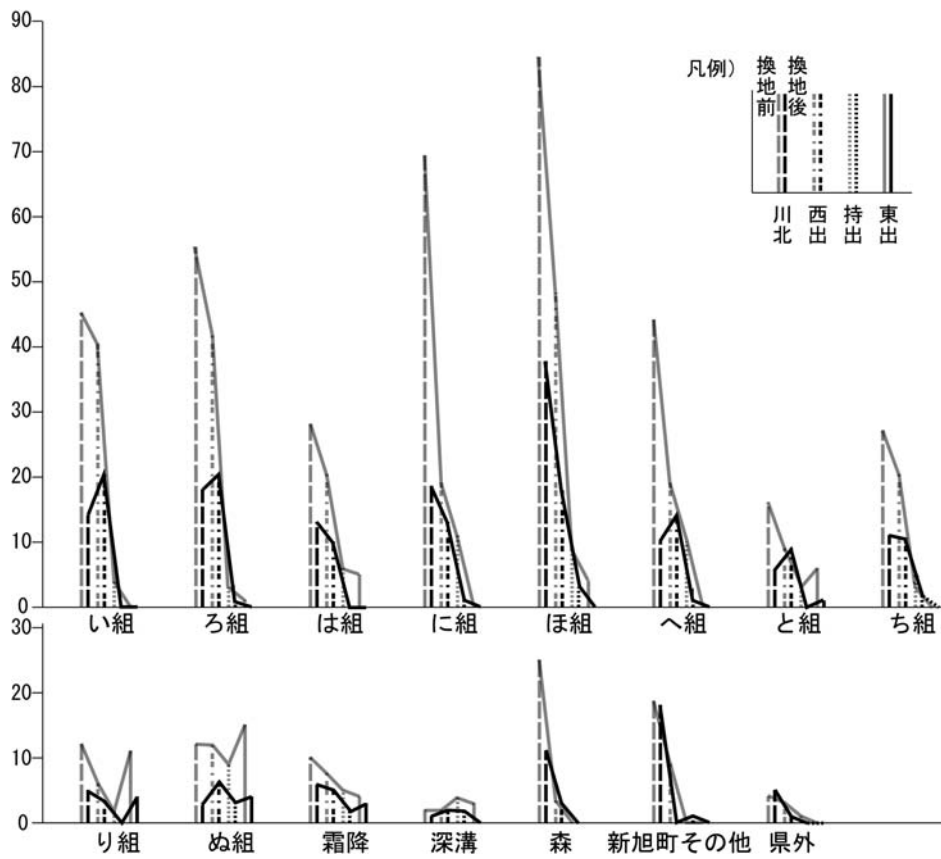 90
80
70
60
50
40
30
20
10
0
凡例）
換地前
換地後
川北
西出
持出
東出
い組
ろ組
は組
に組
ほ組
へ組
と組
ち組
30
20
10
0
り組
ぬ組
霜降
深溝
森
新旭町その他
県外